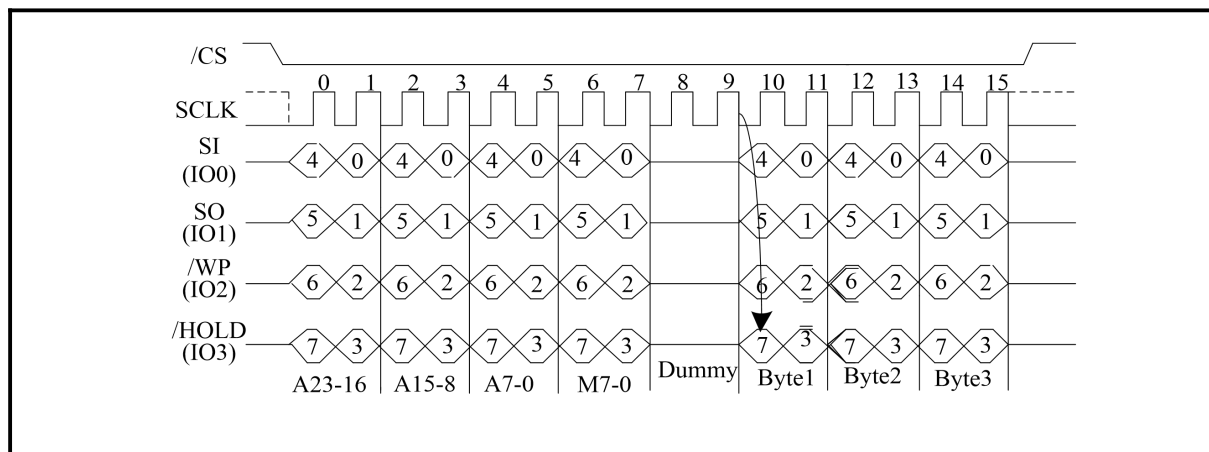 /CS
0 1 2 3 4 5 6 7 8 9 10 11 12 13 14 15
SCLK
SI
(IO0)
4 0 4 0 4 0 4 0 4 0 4 0 4 0
SO
(IO1)
5 1 5 1 5 1 5 1 5 1 5 1 5 1
/WP
(IO2)
6 2 6 2 6 2 6 2 6 2 6 2 6 2
/HOLD
(IO3)
7 3 7 3 7 3 7 3 7 3 7 3 7 3
A23-16 A15-8 A7-0 M7-0 Dummy Byte1 Byte2 Byte3